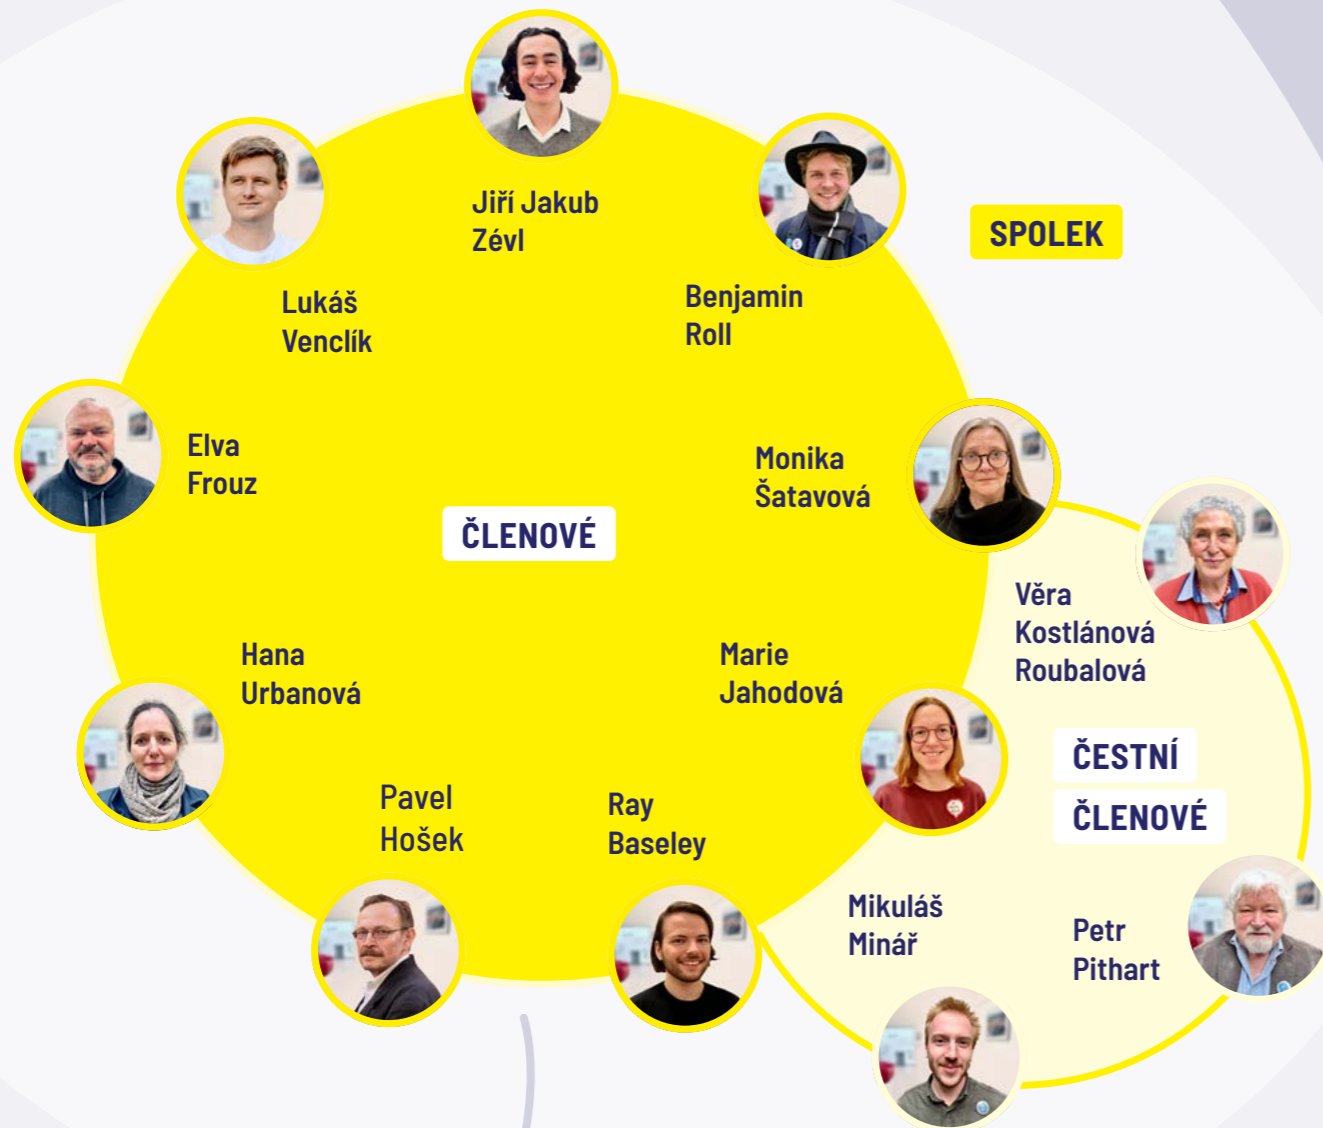 Jiří Jakub
Zévl
Lukáš
Venclík
Benjamin
Roll
SPOLEK
Elva
Frouz
Monika
Šatavová
ČLENOVÉ
Věra
Kostlánová
Roubalová
Hana
Urbanová
Marie
Jahodová
ČESTNÍ
ČLENOVÉ
Pavel
Hošek
Ray
Baseley
Mikuláš
Minář
Petr
Pithart